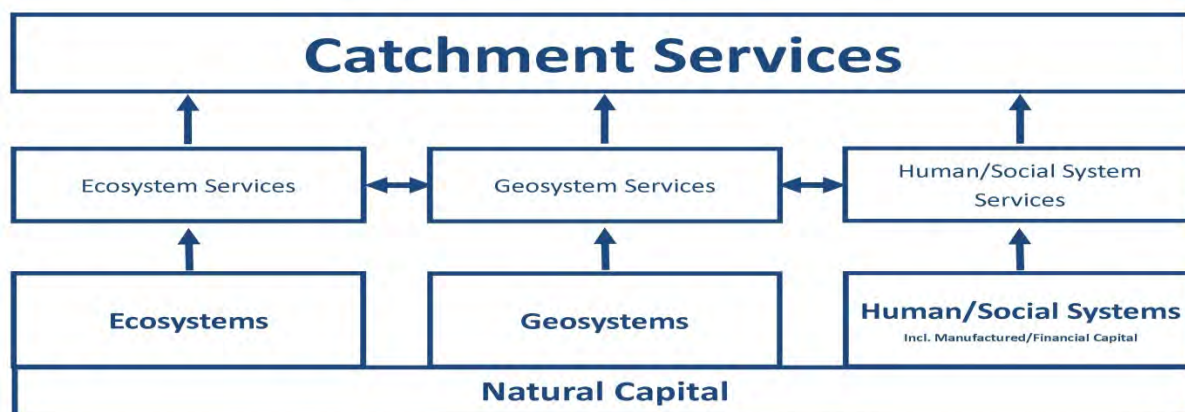 Catchment Services
Ecosystem Services
Geosystem Services
Human/Social System
Services
Ecosystems
Geosystems
Human/Social Systems
Incl. Manufactured/Financial Capital
Natural Capital